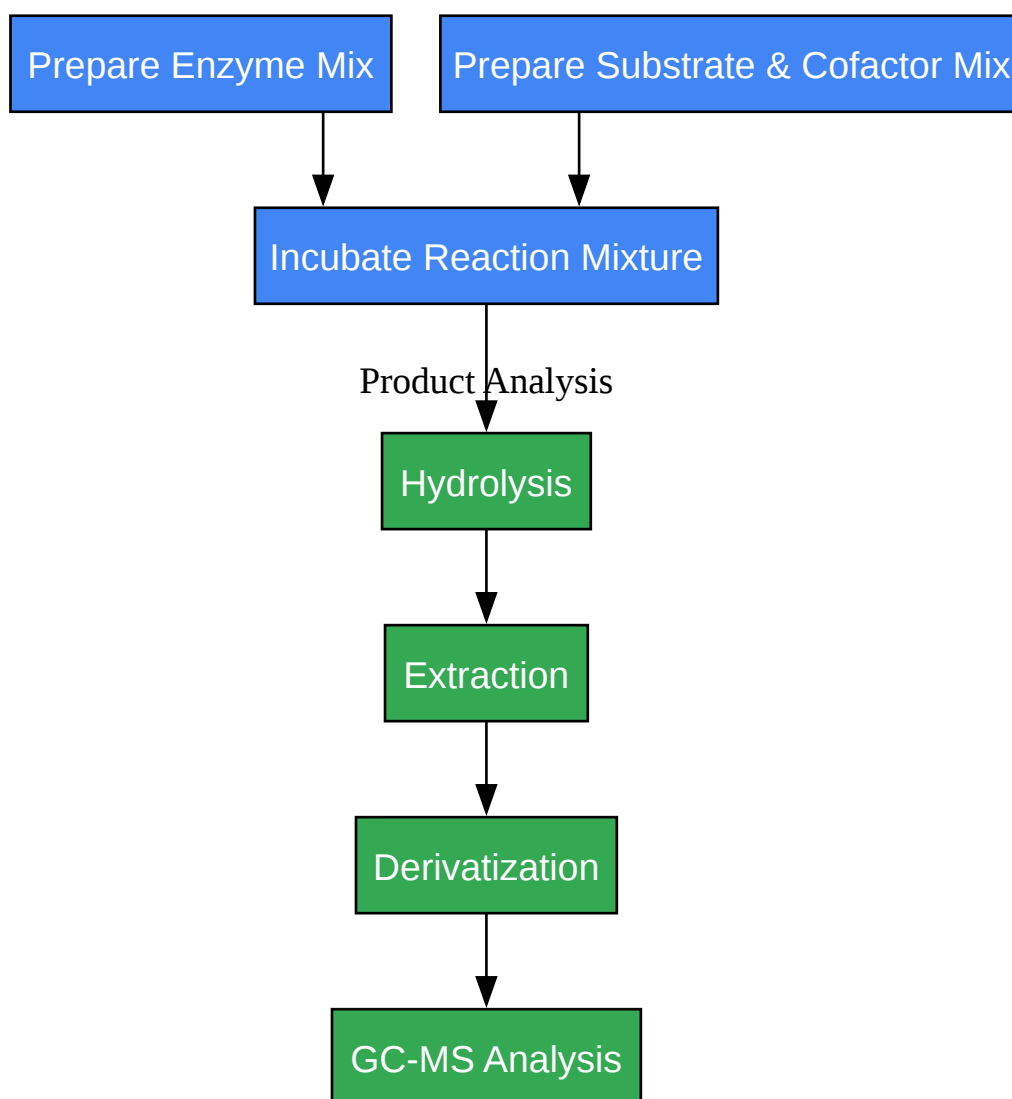 Prepare Enzyme Mix
Prepare Substrate & Cofactor Mix
Incubate Reaction Mixture
Product Analysis
Hydrolysis
Extraction
Derivatization
GC-MS Analysis